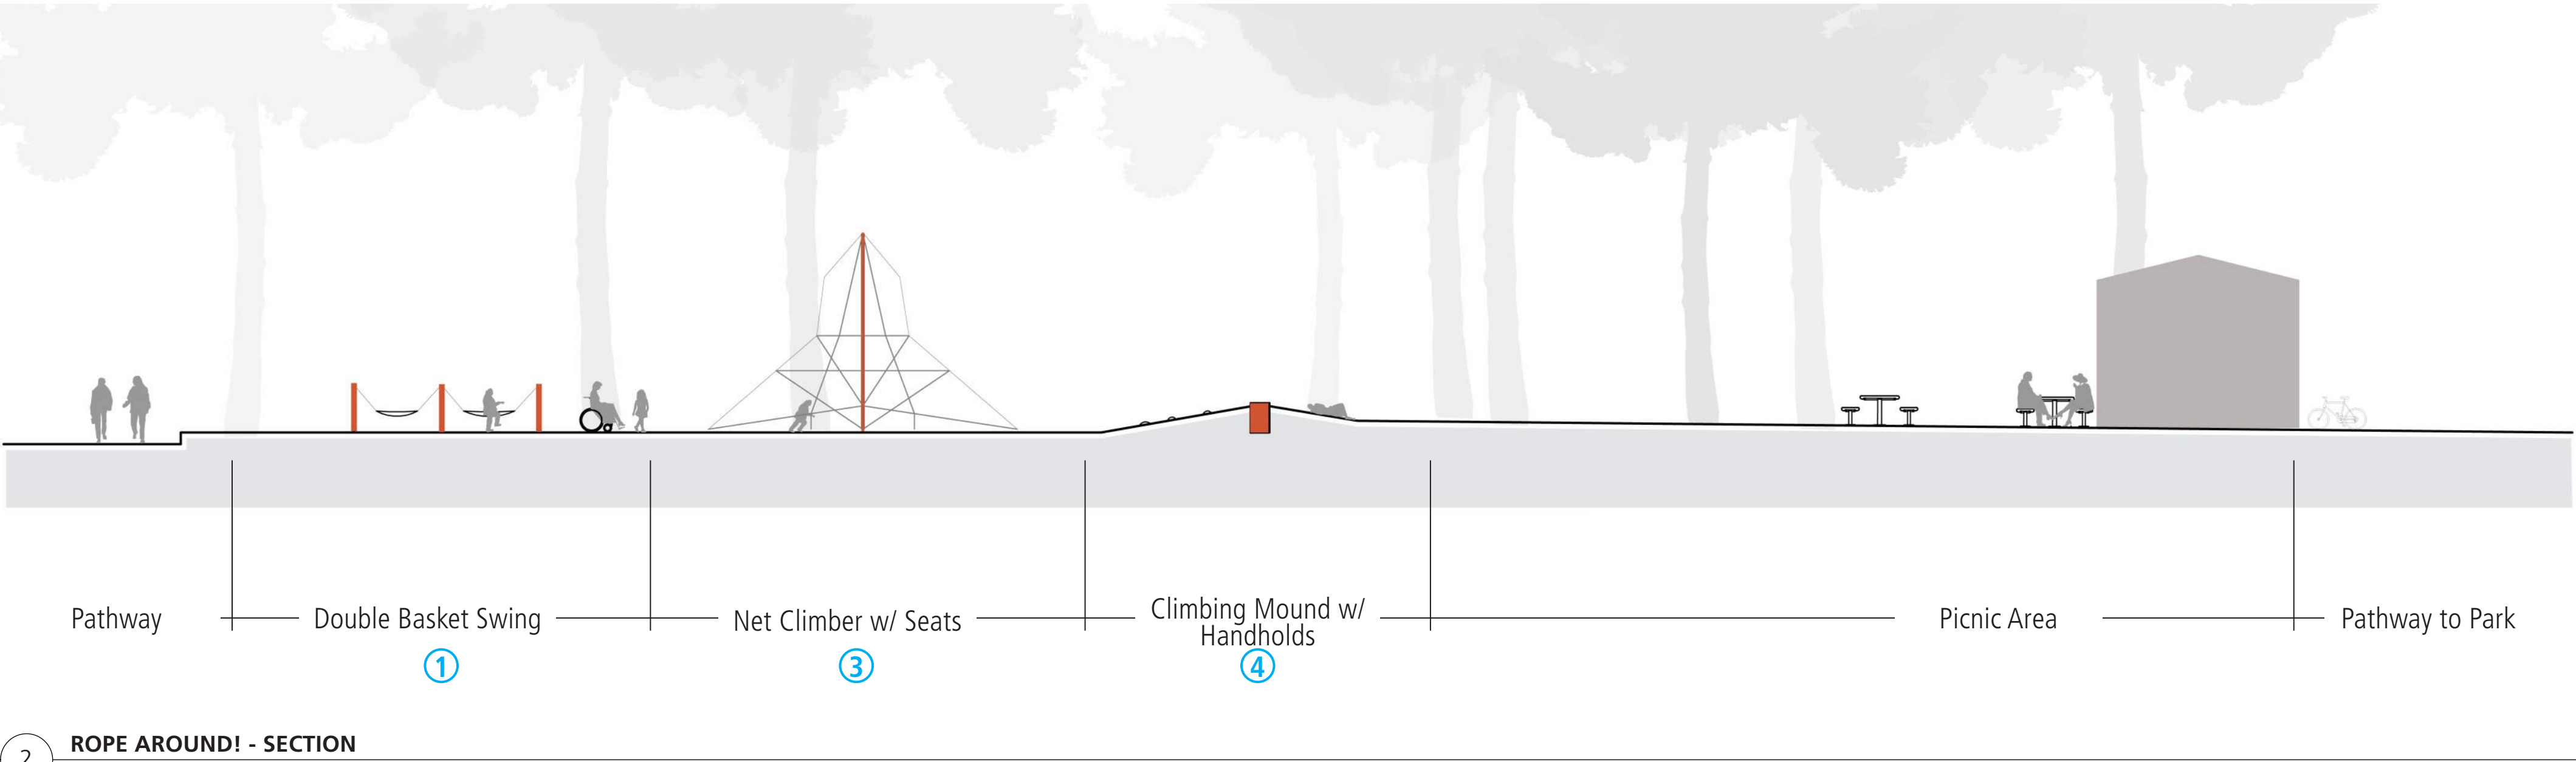 Pathway
Double Basket Swing
Net Climber w/ Seats
Climbing Mound w/
Handholds
Picnic Area
Pathway to Park
1
3
4
2
ROPE AROUND! - SECTION